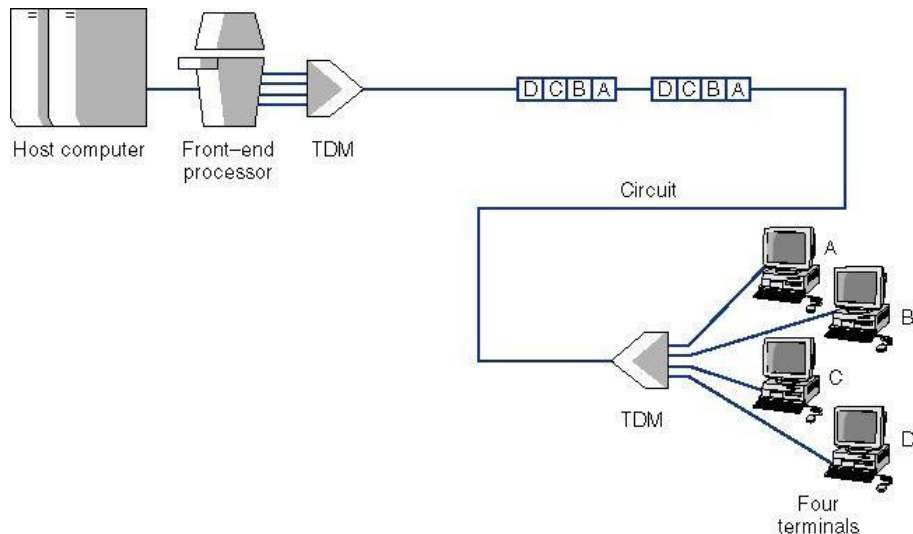 D C B A D C B A
Host computer
Front–end
processor
TDM
Circuit
A
B
C
D
TDM
Four
terminals